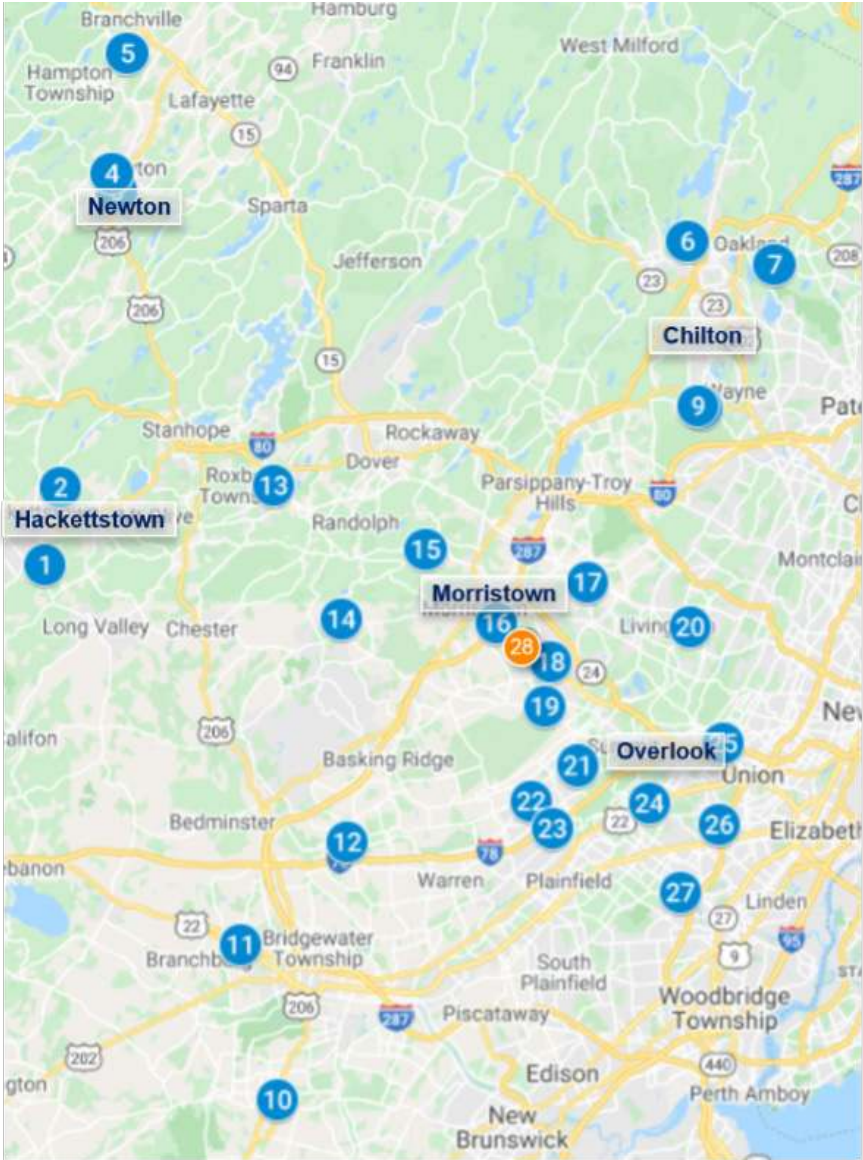 Hamburg
Branchville
West Milford
5
Franklin
94
Hampton
Township
Lafayette
15
4
287
Newton
Sparta
206
6
Oakland
208
Jefferson
7
23
206
23
Chilton
15
Wayne
9
Stanhope
Rockaway
80
Dover
2
13
Parsippany-Troy
Hills
80
Hackettstown
Randolph
15
287
Montclai
1
17
Morristown
14
16
20
Long Valley
Chester
28
18
24
19
206
alifon
Basking Ridge
Overlook
25
21
Union
22
24
Bedminster
23
22
26
12
78
ebanon
Warren
Plainfield
27
Linden
22
27
11
Bridgewater
Township
95
9
South
Plainfield
206
Woodbridge
Township
287
Piscataway
202
gton
440
Edison
Perth Amboy
10
New
Brunswick